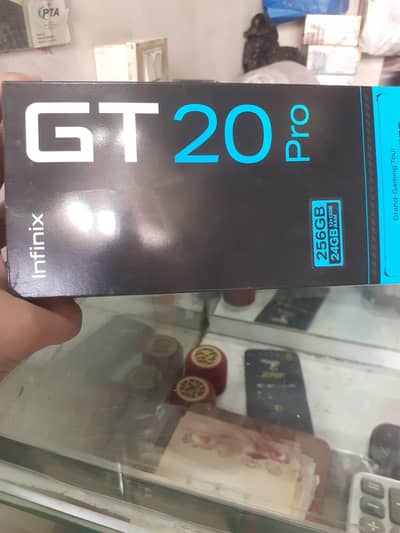 PTA
GT 20 Pro
Infinix
256GB
24GB
Grand-Gaming Tour